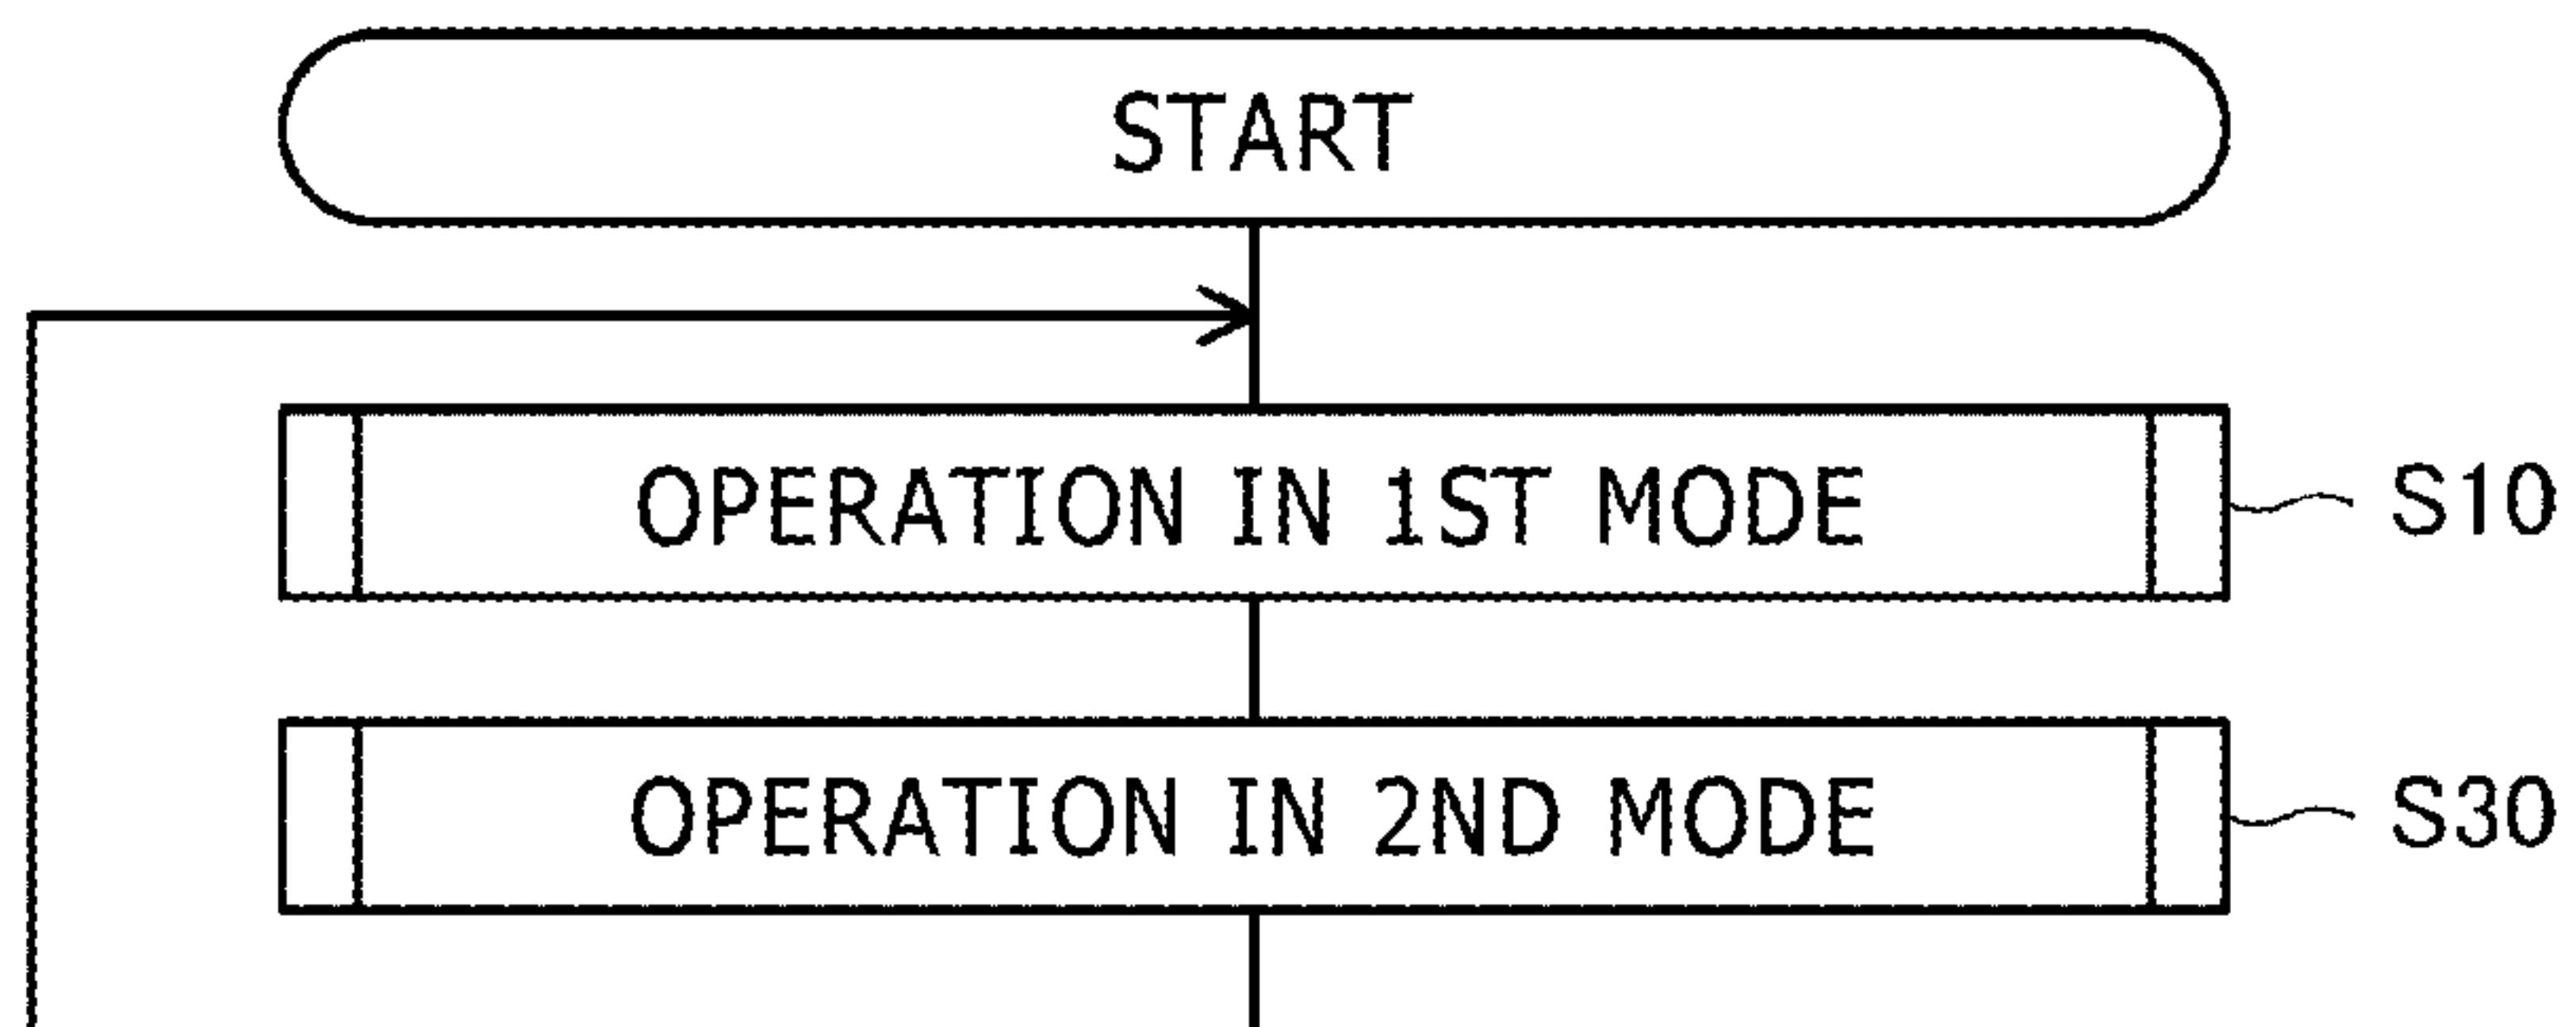 START
OPERATION IN 1ST MODE
S10
OPERATION IN 2ND MODE
S30